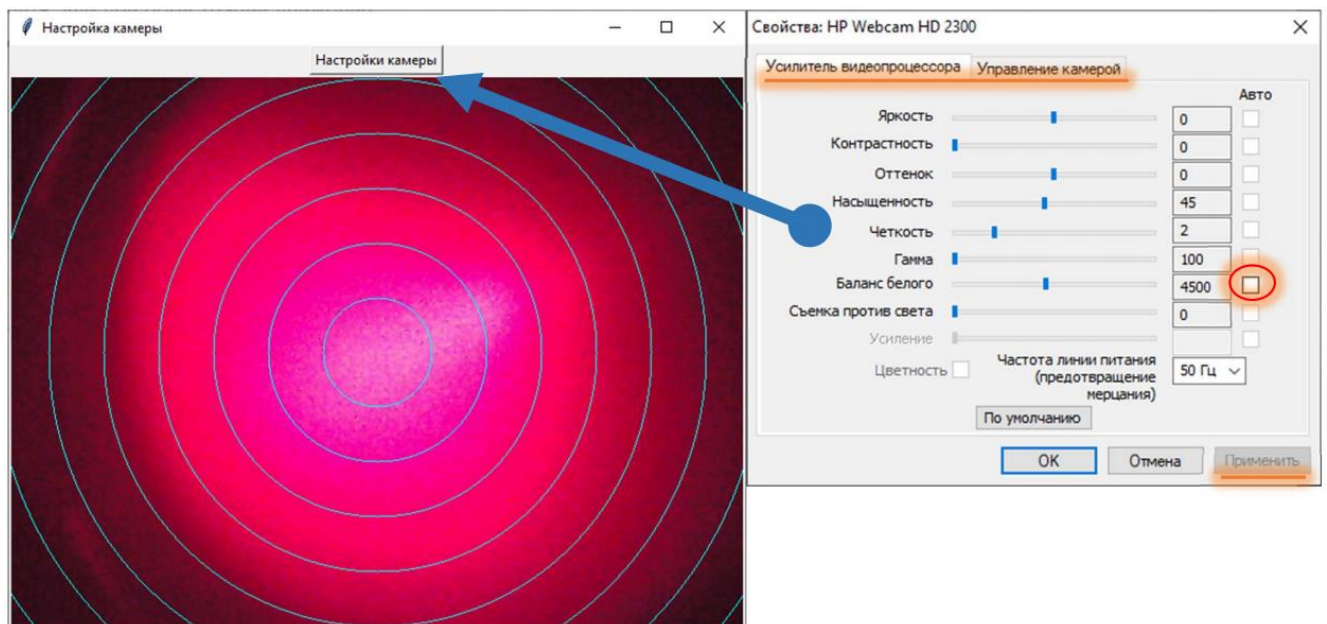 Настройка камеры
Настройки камеры
Свойства: HP Webcam HD 2300
Усилитель видеопроцессора Управление камерой
Авто
Яркость 0
Контрастность 0
Оттенок 0
Насыщенность 45
Четкость 2
Гамма 100
Баланс белого 4500
Съемка против света 0
Усиление
Цветность Частота линии питания 50 Гц
(предотвращение
мерцания)
По умолчанию
OK Отмена Применить